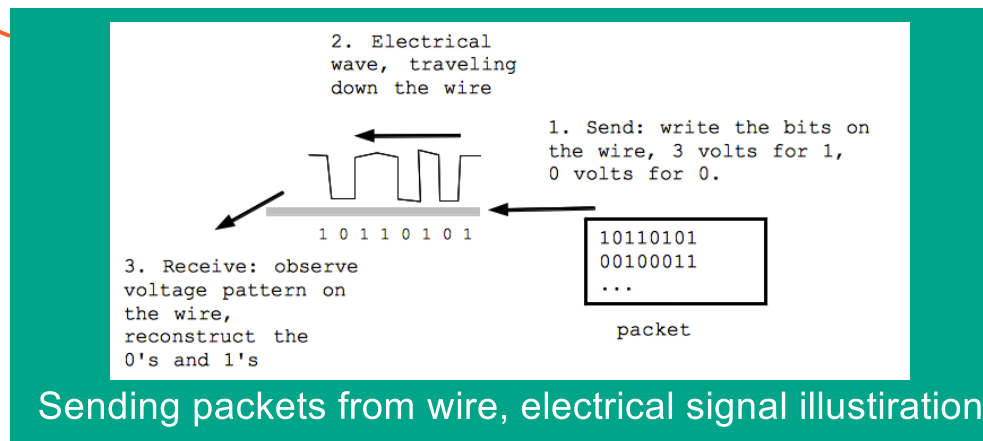 2. Electrical
wave, traveling
down the wire
1. Send: write the bits on
the wire, 3 volts for 1,
0 volts for 0.
1 0 1 1 0 1 0 1
10110101
00100011
...
packet
3. Receive: observe
voltage pattern on
the wire,
reconstruct the
0's and 1's
Sending packets from wire, electrical signal illustiration